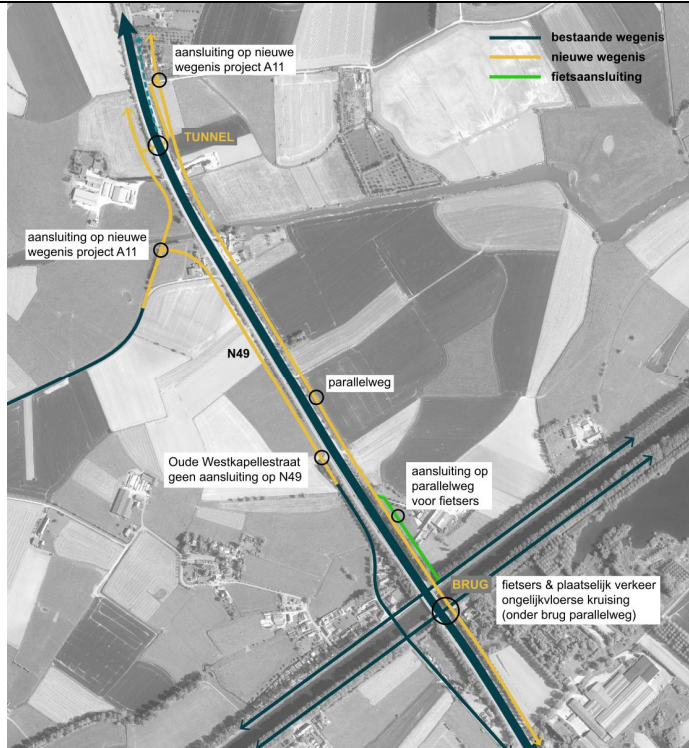 aansluiting op nieuwe
wegenis project A11
bestaande wegenis
nieuwe wegenis
fietsaansluiting
TUNNEL
aansluiting op nieuwe
wegenis project A11
N49
parallelweg
Oude Westkapellestraat
geen aansluiting op N49
aansluiting op
parallelweg
voor fietsers
BRUG
fietsers & plaatselijk verkeer
ongelijkvloerse kruising
(onder brug parallelweg)